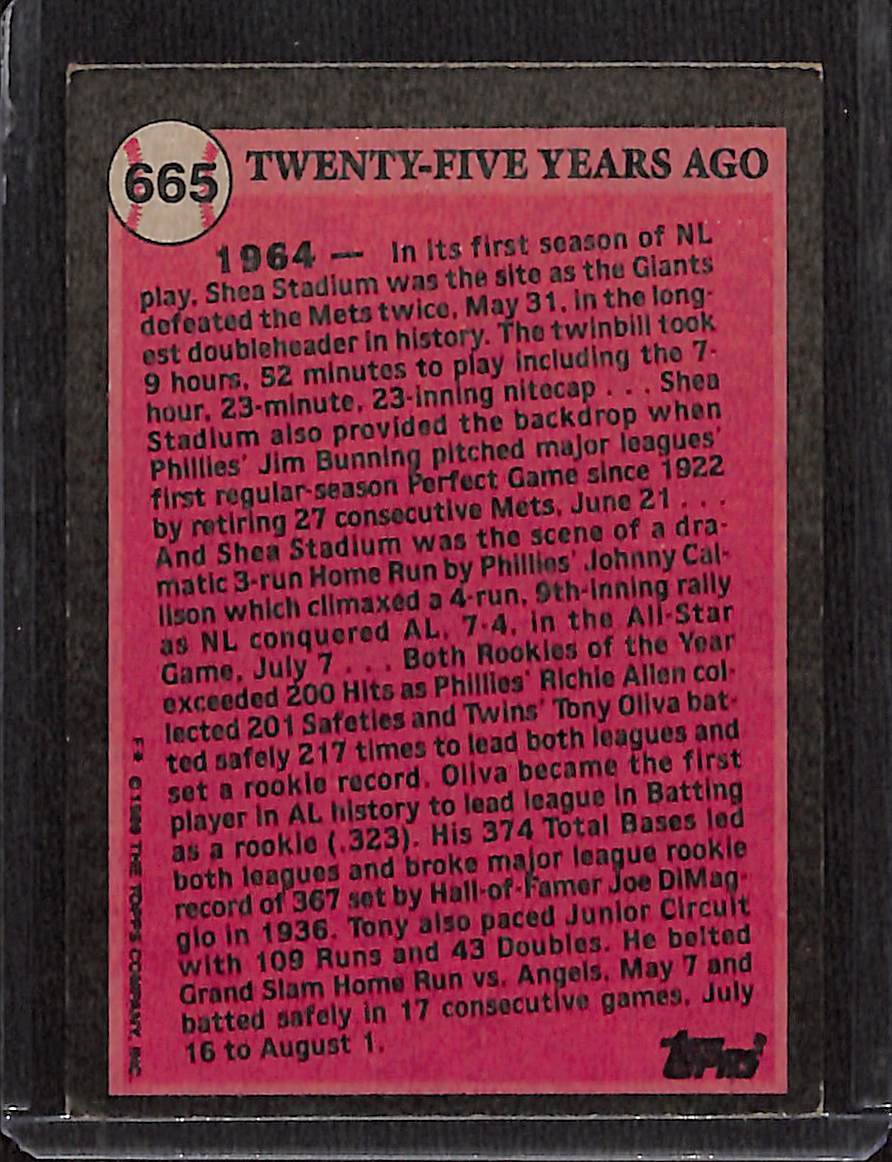 665
TWENTY-FIVE YEARS AGO
1964 — In its first season of NL
play, Shea Stadium was the site as the Giants
defeated the Mets twice, May 31, in the long-
est doubleheader in history. The twinbill took
9 hours, 52 minutes to play including the 7-
hour, 23-minute, 23-inning nitecap . . . Shea
Stadium also provided the backdrop when
Phillies' Jim Bunning pitched major leagues'
first regular-season Perfect Game since 1922
by retiring 27 consecutive Mets, June 21 . . .
And Shea Stadium was the scene of a dra-
matic 3-run Home Run by Phillies' Johnny Cal-
lison which climaxed a 4-run, 9th-inning rally
as NL conquered AL, 7-4, in the All-Star
Game, July 7 . . . Both Rookies of the Year
exceeded 200 Hits as Phillies' Richie Allen col-
lected 201 Safeties and Twins' Tony Oliva bat-
ted safely 217 times to lead both leagues and
set a rookie record. Oliva became the first
player in AL history to lead league in Batting
as a rookie (.323). His 374 Total Bases led
both leagues and broke major league rookie
record of 367 set by Hall-of-Famer Joe DiMag-
gio in 1936. Tony also paced Junior Circuit
with 109 Runs and 43 Doubles. He belted
Grand Slam Home Run vs. Angels, May 7 and
batted safely in 17 consecutive games, July
16 to August 1.
F* ©1989 THE TOPPS COMPANY, INC.
Topps